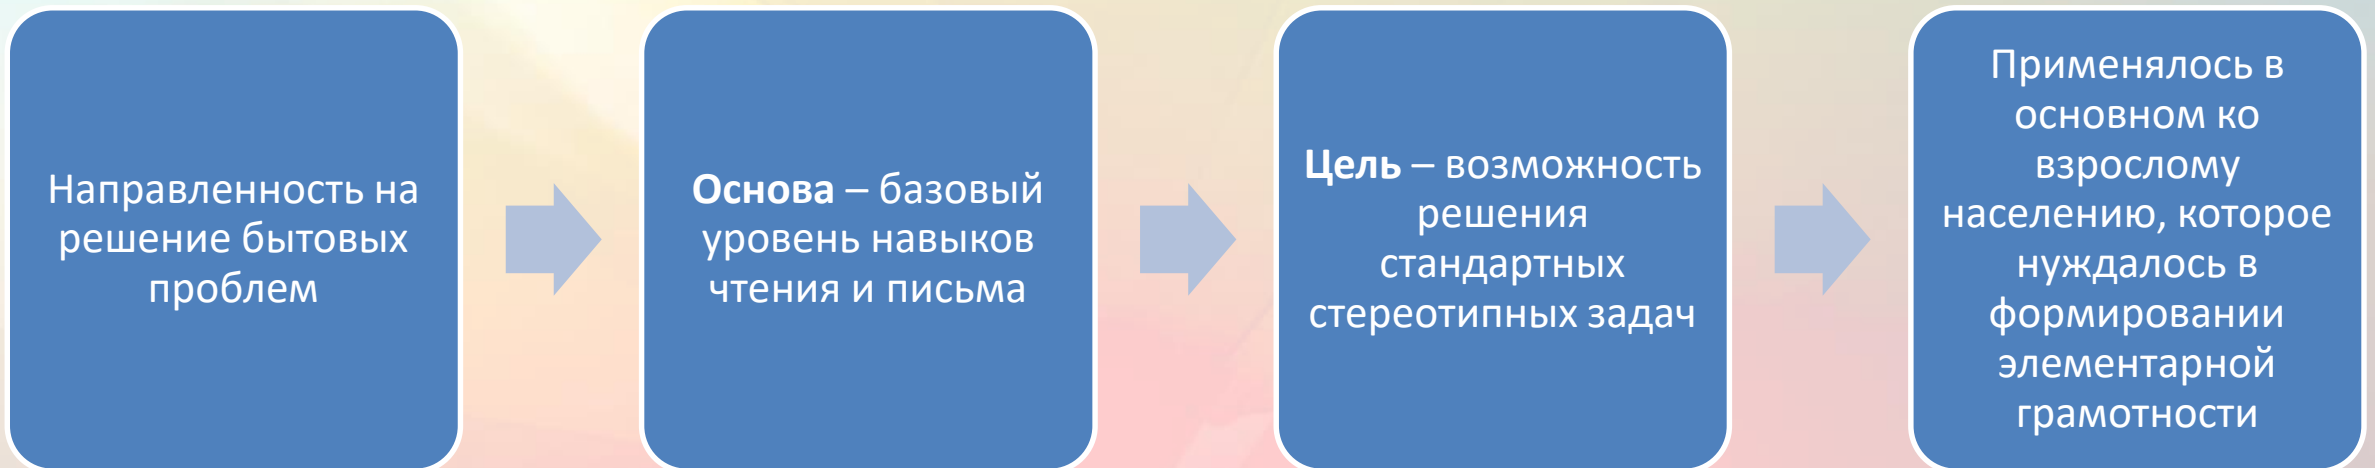 Направленность на
решение бытовых
проблем
Основа – базовый
уровень навыков
чтения и письма
Цель – возможность
решения
стандартных
стереотипных задач
Применялось в
основном ко
взрослому
населению, которое
нуждалось в
формировании
элементарной
грамотности